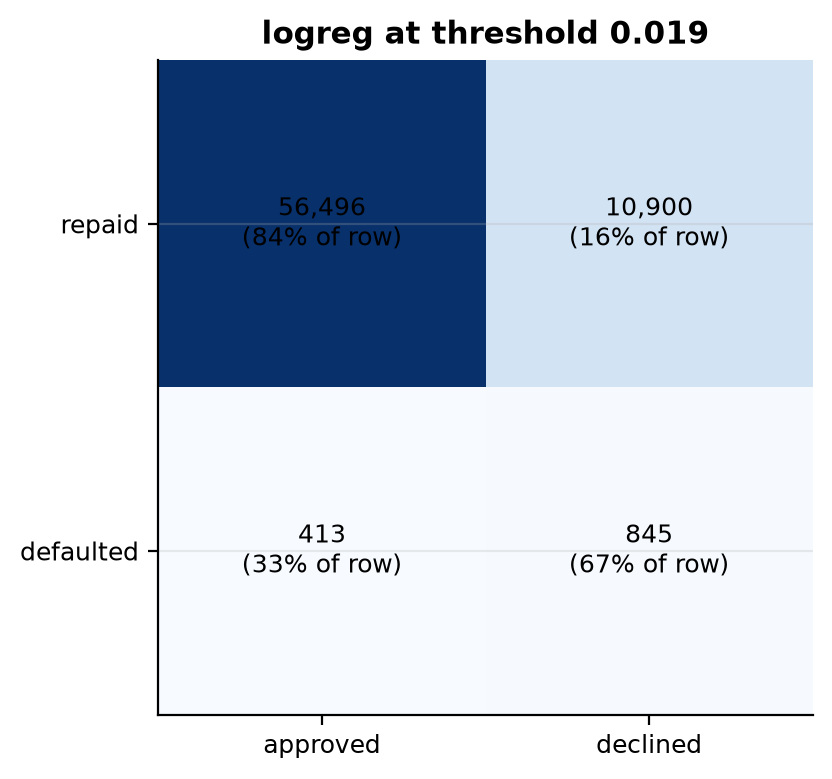 logreg at threshold 0.019
repaid
56,496
(84% of row)
10,900
(16% of row)
defaulted
413
(33% of row)
845
(67% of row)
approved
declined